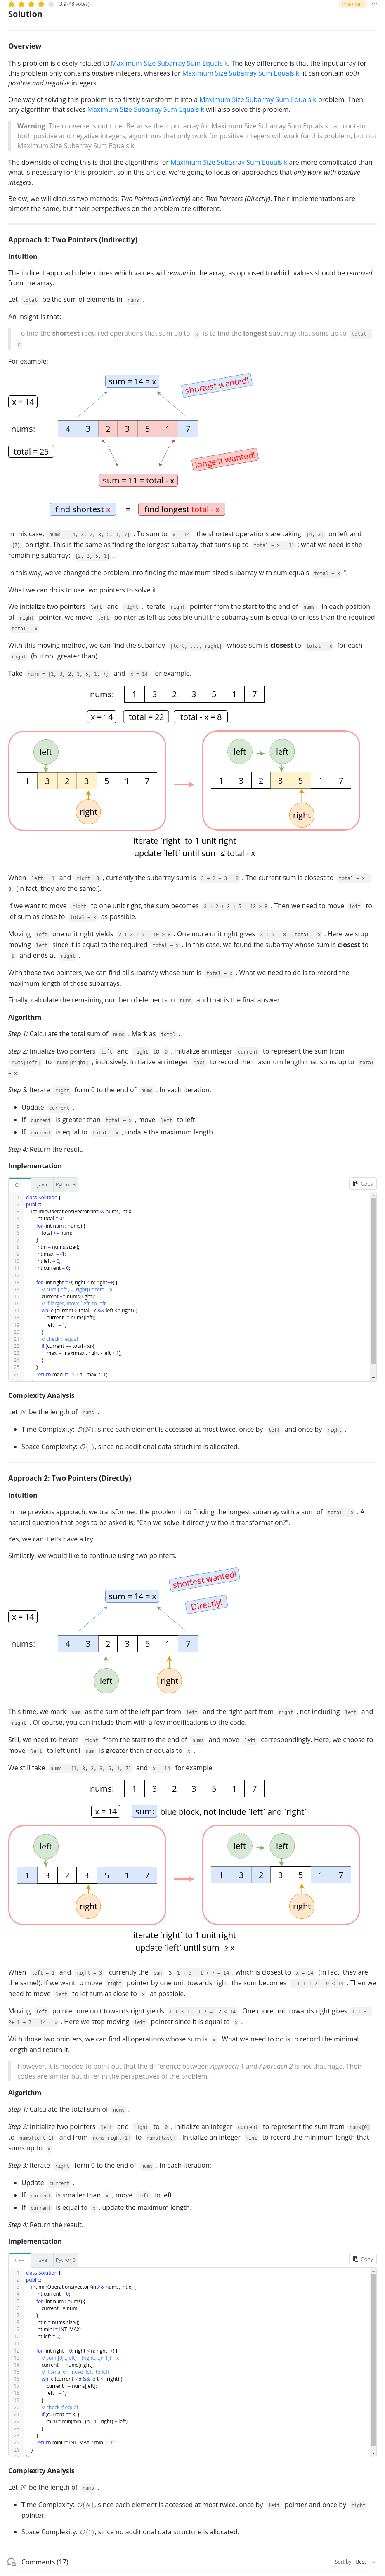 3.9 (48 votes)
Premium
Solution
Overview
This problem is closely related to Maximum Size Subarray Sum Equals k. The key difference is that the input array for
this problem only contains positive integers, whereas for Maximum Size Subarray Sum Equals k, it can contain both
positive and negative integers.
One way of solving this problem is to firstly transform it into a Maximum Size Subarray Sum Equals k problem. Then,
any algorithm that solves Maximum Size Subarray Sum Equals k will also solve this problem.
Warning: The converse is not true. Because the input array for Maximum Size Subarray Sum Equals k can contain
both positive and negative integers, algorithms that only work for positive integers will work for this problem, but not
Maximum Size Subarray Sum Equals k.
The downside of doing this is that the algorithms for Maximum Size Subarray Sum Equals k are more complicated than
what is necessary for this problem, so in this article, we're going to focus on approaches that only work with positive
integers.
Below, we will discuss two methods: Two Pointers (Indirectly) and Two Pointers (Directly). Their implementations are
almost the same, but their perspectives on the problem are different.
Approach 1: Two Pointers (Indirectly)
Intuition
The indirect approach determines which values will remain in the array, as opposed to which values should be removed
from the array.
Let total be the sum of elements in nums .
An insight is that:
To find the shortest required operations that sum up to x is to find the longest subarray that sums up to total -
x .
For example:
sum = 14 = x
shortest wanted!
x = 14
nums: 4 3 2 3 5 1 7
total = 25
longest wanted!
sum = 11 = total - x
find shortest x = find longest total - x
In this case, nums = [4, 3, 2, 3, 5, 1, 7] . To sum to x = 14 , the shortest operations are taking [4, 3] on left and
[7] on right. This is the same as finding the longest subarray that sums up to total - x = 11 : what we need is the
remaining subarray: [2, 3, 5, 1] .
In this way, we've changed the problem into finding the maximum sized subarray with sum equals total - x ".
What we can do is to use two pointers to solve it.
We initialize two pointers left and right . Iterate right pointer from the start to the end of nums . In each position
of right pointer, we move left pointer as left as possible until the subarray sum is equal to or less than the required
total - x .
With this moving method, we can find the subarray [left, ..., right] whose sum is closest to total - x for each
right (but not greater than).
Take nums = [1, 3, 2, 3, 5, 1, 7] and x = 14 for example.
nums: 1 3 2 3 5 1 7
x = 14 total = 22 total - x = 8
left left left
1 3 2 3 5 1 7 1 3 2 3 5 1 7
right right
iterate `right` to 1 unit right
update `left` until sum ≤ total - x
When left = 1 and right =3 , currently the subarray sum is 3 + 2 + 3 = 8 . The current sum is closest to total - x =
8 (In fact, they are the same!).
If we want to move right to one unit right, the sum becomes 3 + 2 + 3 + 5 = 13 > 8 . Then we need to move left to
let sum as close to total - x as possible.
Moving left one unit right yields 2 + 3 + 5 = 10 > 8 . One more unit right gives 3 + 5 = 8 = total - x . Here we stop
moving left since it is equal to the required total - x . In this case, we found the subarray whose sum is closest to
8 and ends at right .
With those two pointers, we can find all subarray whose sum is total - x . What we need to do is to record the
maximum length of those subarrays.
Finally, calculate the remaining number of elements in nums and that is the final answer.
Algorithm
Step 1: Calculate the total sum of nums . Mark as total .
Step 2: Initialize two pointers left and right to 0 . Initialize an integer current to represent the sum from
nums[left] to nums[right] , inclusively. Initialize an integer maxi to record the maximum length that sums up to total
- x .
Step 3: Iterate right form 0 to the end of nums . In each iteration:
Update current .
If current is greater than total - x , move left to left.
If current is equal to total - x , update the maximum length.
Step 4: Return the result.
Implementation
C++ Java Python3 Copy
1 class Solution {
2 public:
3 int minOperations(vector<int>& nums, int x) {
4 int total = 0;
5 for (int num : nums) {
6 total += num;
7 }
8 int n = nums.size();
9 int maxi = -1;
10 int left = 0;
11 int current = 0;
12
13 for (int right = 0; right < n; right++) {
14 // sum([left ,..., right]) = total - x
15 current += nums[right];
16 // if larger, move `left` to left
17 while (current > total - x && left <= right) {
18 current -= nums[left];
19 left += 1;
20 }
21 // check if equal
22 if (current == total - x) {
23 maxi = max(maxi, right - left + 1);
24 }
25 }
26 return maxi != -1 ? n - maxi : -1;
Complexity Analysis
Let N be the length of nums .
Time Complexity: O(N), since each element is accessed at most twice, once by left and once by right .
Space Complexity: O(1), since no additional data structure is allocated.
Approach 2: Two Pointers (Directly)
Intuition
In the previous approach, we transformed the problem into finding the longest subarray with a sum of total - x . A
natural question that begs to be asked is, "Can we solve it directly without transformation?".
Yes, we can. Let's have a try.
Similarly, we would like to continue using two pointers.
shortest wanted!
sum = 14 = x
Directly!
x = 14
nums: 4 3 2 3 5 1 7
left right
This time, we mark sum as the sum of the left part from left and the right part from right , not including left and
right . Of course, you can include them with a few modifications to the code.
Still, we need to iterate right from the start to the end of nums and move left correspondingly. Here, we choose to
move left to left until sum is greater than or equals to x .
We still take nums = [1, 3, 2, 3, 5, 1, 7] and x = 14 for example.
nums: 1 3 2 3 5 1 7
x = 14 sum: blue block, not include `left` and `right`
left left left
1 3 2 3 5 1 7 1 3 2 3 5 1 7
right right
iterate `right` to 1 unit right
update `left` until sum ≥ x
When left = 1 and right = 3 , currently the sum is 1 + 5 + 1 + 7 = 14 , which is closest to x = 14 (In fact, they are
the same!). If we want to move right pointer by one unit towards right, the sum becomes 1 + 1 + 7 = 9 < 14 . Then we
need to move left to let sum as close to x as possible.
Moving left pointer one unit towards right yields 1 + 3 + 1 + 7 = 12 < 14 . One more unit towards right gives 1 + 3 +
2+ 1 + 7 = 14 = x . Here we stop moving left pointer since it is equal to x .
With those two pointers, we can find all operations whose sum is x . What we need to do is to record the minimal
length and return it.
However, it is needed to point out that the difference between Approach 1 and Approach 2 is not that huge. Their
codes are similar but differ in the perspectives of the problem.
Algorithm
Step 1: Calculate the total sum of nums .
Step 2: Initialize two pointers left and right to 0 . Initialize an integer current to represent the sum from nums[0]
to nums[left-1] and from nums[right+1] to nums[last] . Initialize an integer mini to record the minimum length that
sums up to x
Step 3: Iterate right form 0 to the end of nums . In each iteration:
Update current .
If current is smaller than x , move left to left.
If current is equal to x , update the maximum length.
Step 4: Return the result.
Implementation
C++ Java Python3 Copy
1 class Solution {
2 public:
3 int minOperations(vector<int>& nums, int x) {
4 int current = 0;
5 for (int num : nums) {
6 current += num;
7 }
8 int n = nums.size();
9 int mini = INT_MAX;
10 int left = 0;
11
12 for (int right = 0; right < n; right++) {
13 // sum([0,..,left) + (right,...,n-1]) = x
14 current -= nums[right];
15 // if smaller, move `left` to left
16 while (current < x && left <= right) {
17 current += nums[left];
18 left += 1;
19 }
20 // check if equal
21 if (current == x) {
22 mini = min(mini, (n - 1 - right) + left);
23 }
24 }
25 return mini != INT_MAX ? mini : -1;
26 }
Complexity Analysis
Let N be the length of nums .
Time Complexity: O(N), since each element is accessed at most twice, once by left pointer and once by right
pointer.
Space Complexity: O(1), since no additional data structure is allocated.
Comments (17)
Sort by: Best